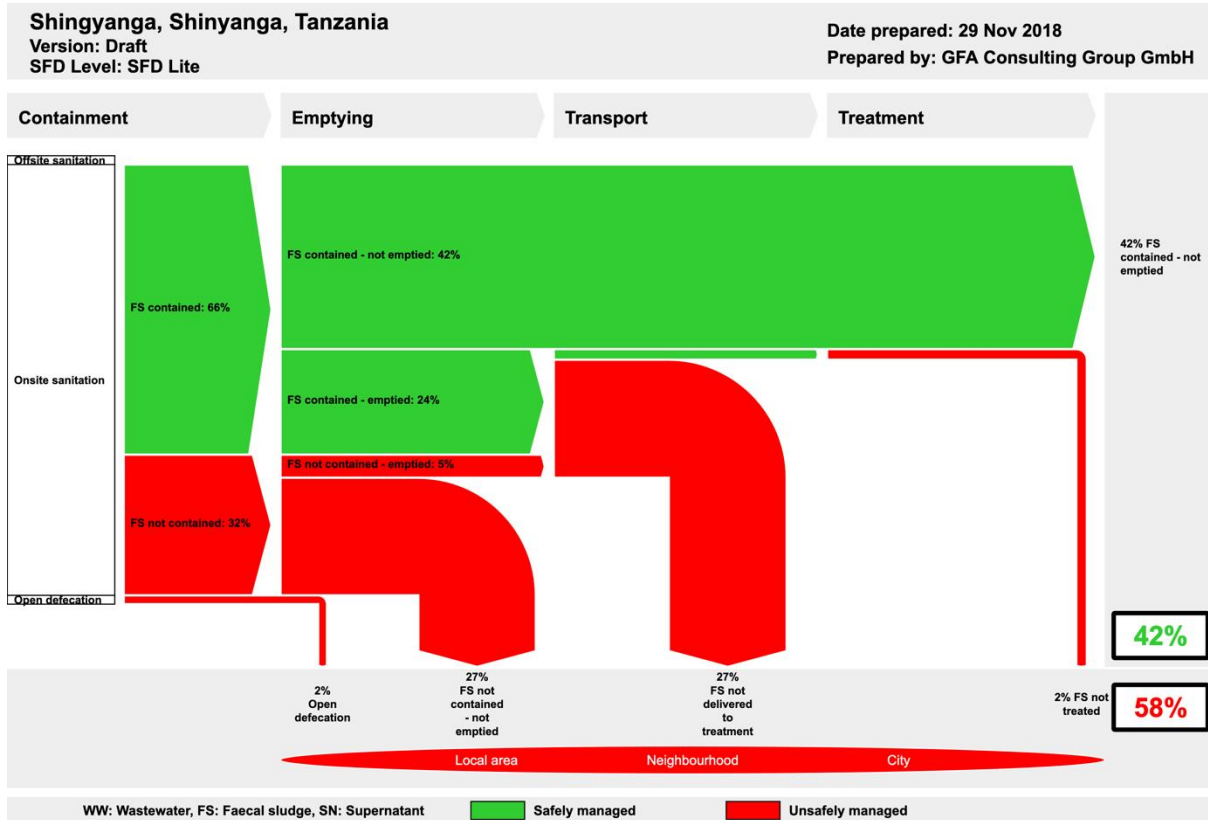 Shingyanga, Shinyanga, Tanzania
Version: Draft
SFD Level: SFD Lite
Date prepared: 29 Nov 2018
Prepared by: GFA Consulting Group GmbH
Containment
Emptying
Transport
Treatment
Offsite sanitation
FS contained - not emptied: 42%
42% FS
contained - not
emptied
FS contained: 66%
Onsite sanitation
FS contained - emptied: 24%
FS not contained - emptied: 5%
FS not contained: 32%
Open defecation
42%
2%
Open
defecation
27%
FS not
contained
- not
emptied
27%
FS not
delivered
to
treatment
2% FS not
treated
58%
Local area
Neighbourhood
City
WW: Wastewater, FS: Faecal sludge, SN: Supernatant
Safely managed
Unsafely managed